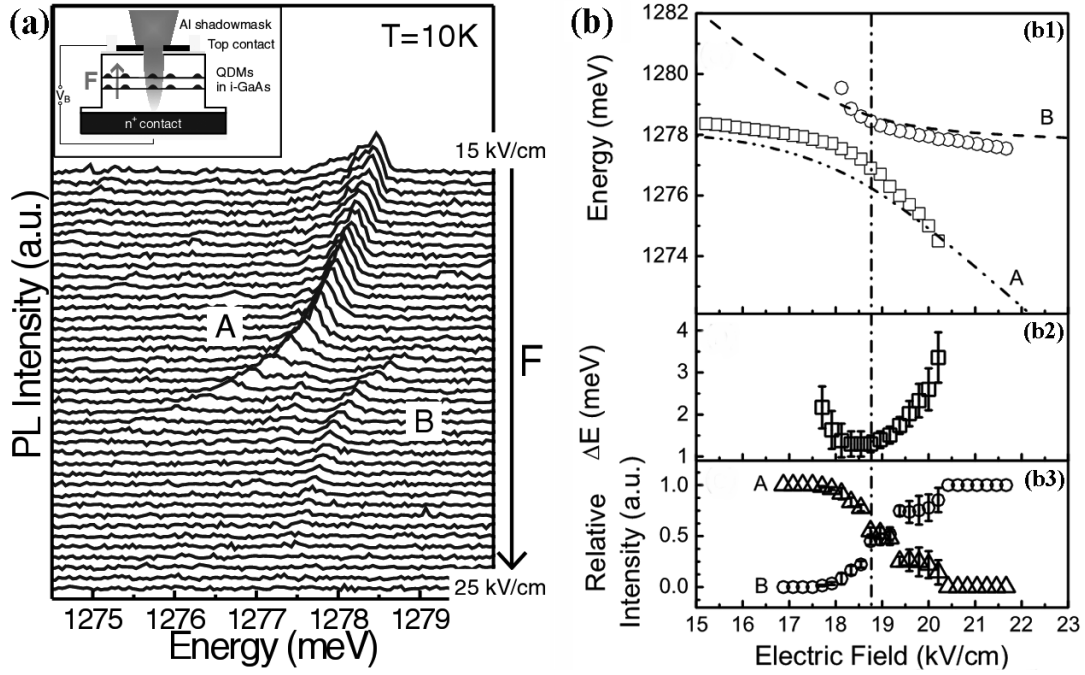 (a)
Al shadowmask
Top contact
F
QDMs
in i-GaAs
V_B
n⁺ contact
T=10K
15 kV/cm
A
F
B
25 kV/cm
PL Intensity (a.u.)
1275 1276 1277 1278 1279
Energy (meV)
(b)
(b1)
1282
1280
1278
1276
1274
Energy (meV)
B
A
(b2)
4
3
2
1
ΔE (meV)
(b3)
1.0
0.5
0.0
A
B
Relative
Intensity (a.u.)
15 16 17 18 19 20 21 22 23
Electric Field (kV/cm)